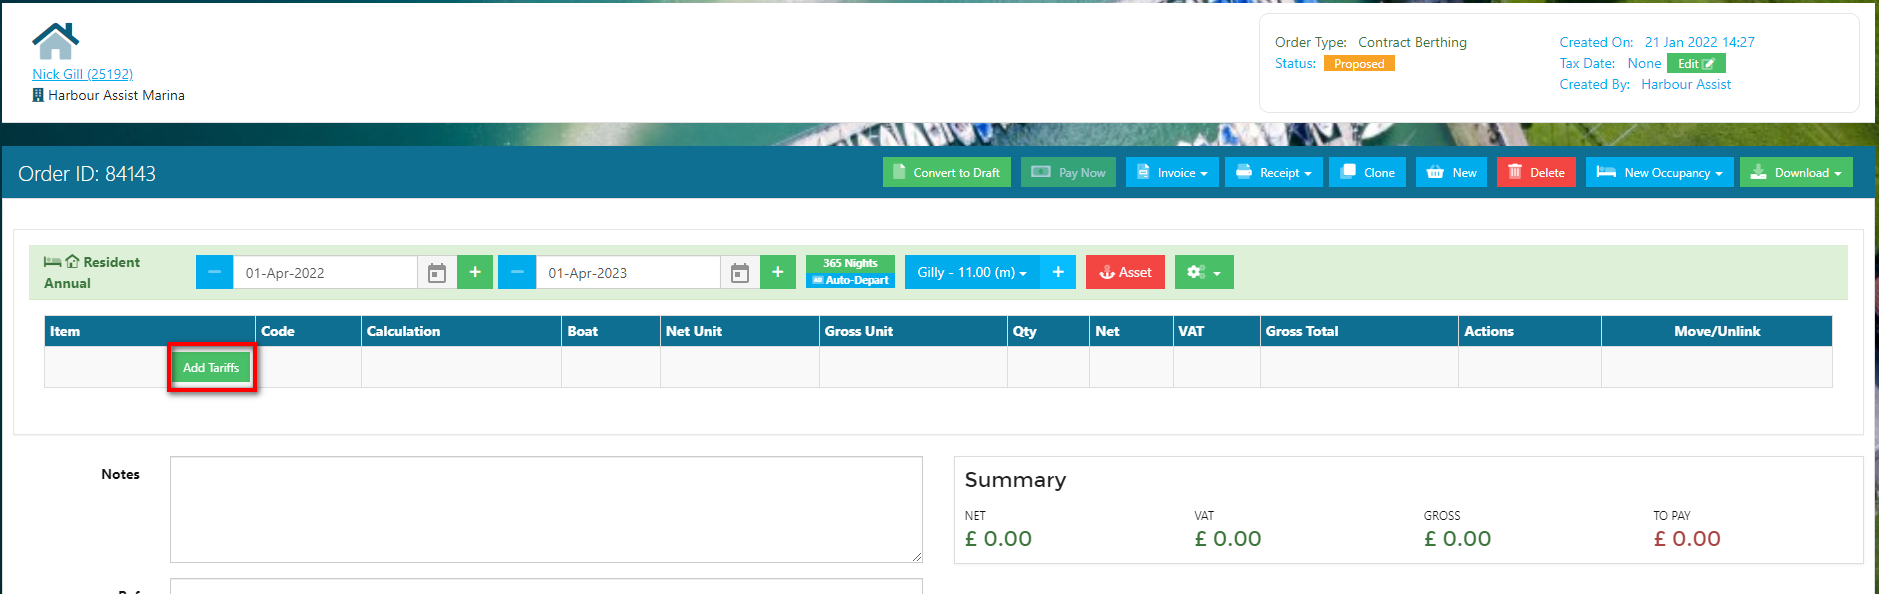 Nick Gill (25192)
Harbour Assist Marina
Order Type: Contract Berthing
Status: Proposed
Created On: 21 Jan 2022 14:27
Tax Date: None Edit
Created By: Harbour Assist
Order ID: 84143
Convert to Draft Pay Now Invoice Receipt Clone New Delete New Occupancy Download
Resident
Annual
01-Apr-2022 + 01-Apr-2023 +
365 Nights
Auto-Depart
Gilly - 11.00 (m) + Asset
Item Code Calculation Boat Net Unit Gross Unit Qty Net VAT Gross Total Actions Move/Unlink
Add Tariffs
Notes
Summary
NET VAT GROSS TO PAY
£ 0.00 £ 0.00 £ 0.00 £ 0.00